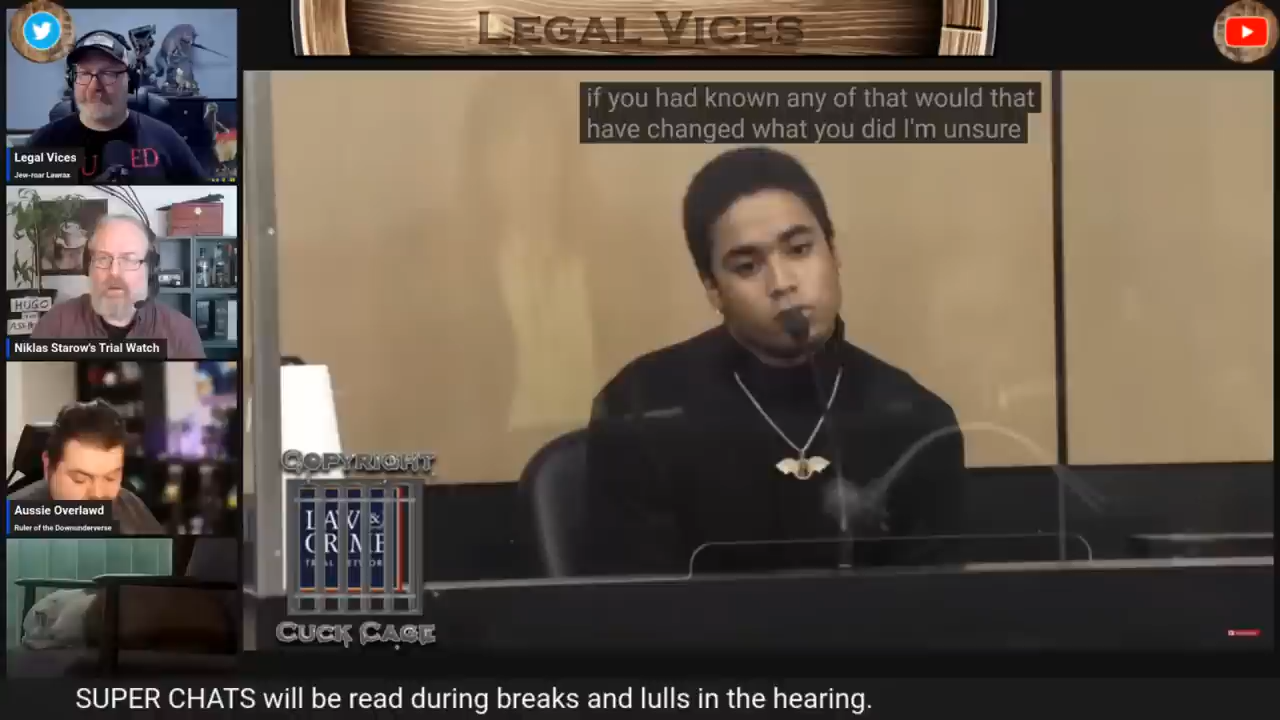 LEGAL VICES
if you had known any of that would that
have changed what you did I'm unsure
U ED
Legal Vices
Jew-roar Lawrax
HUGO
Niklas Starow's Trial Watch
Aussie Overlawd
Ruler of the Downunderverse
COPYRIGHT
LAW &
CRIME
CUCK CAGE
SUPER CHATS will be read during breaks and lulls in the hearing.